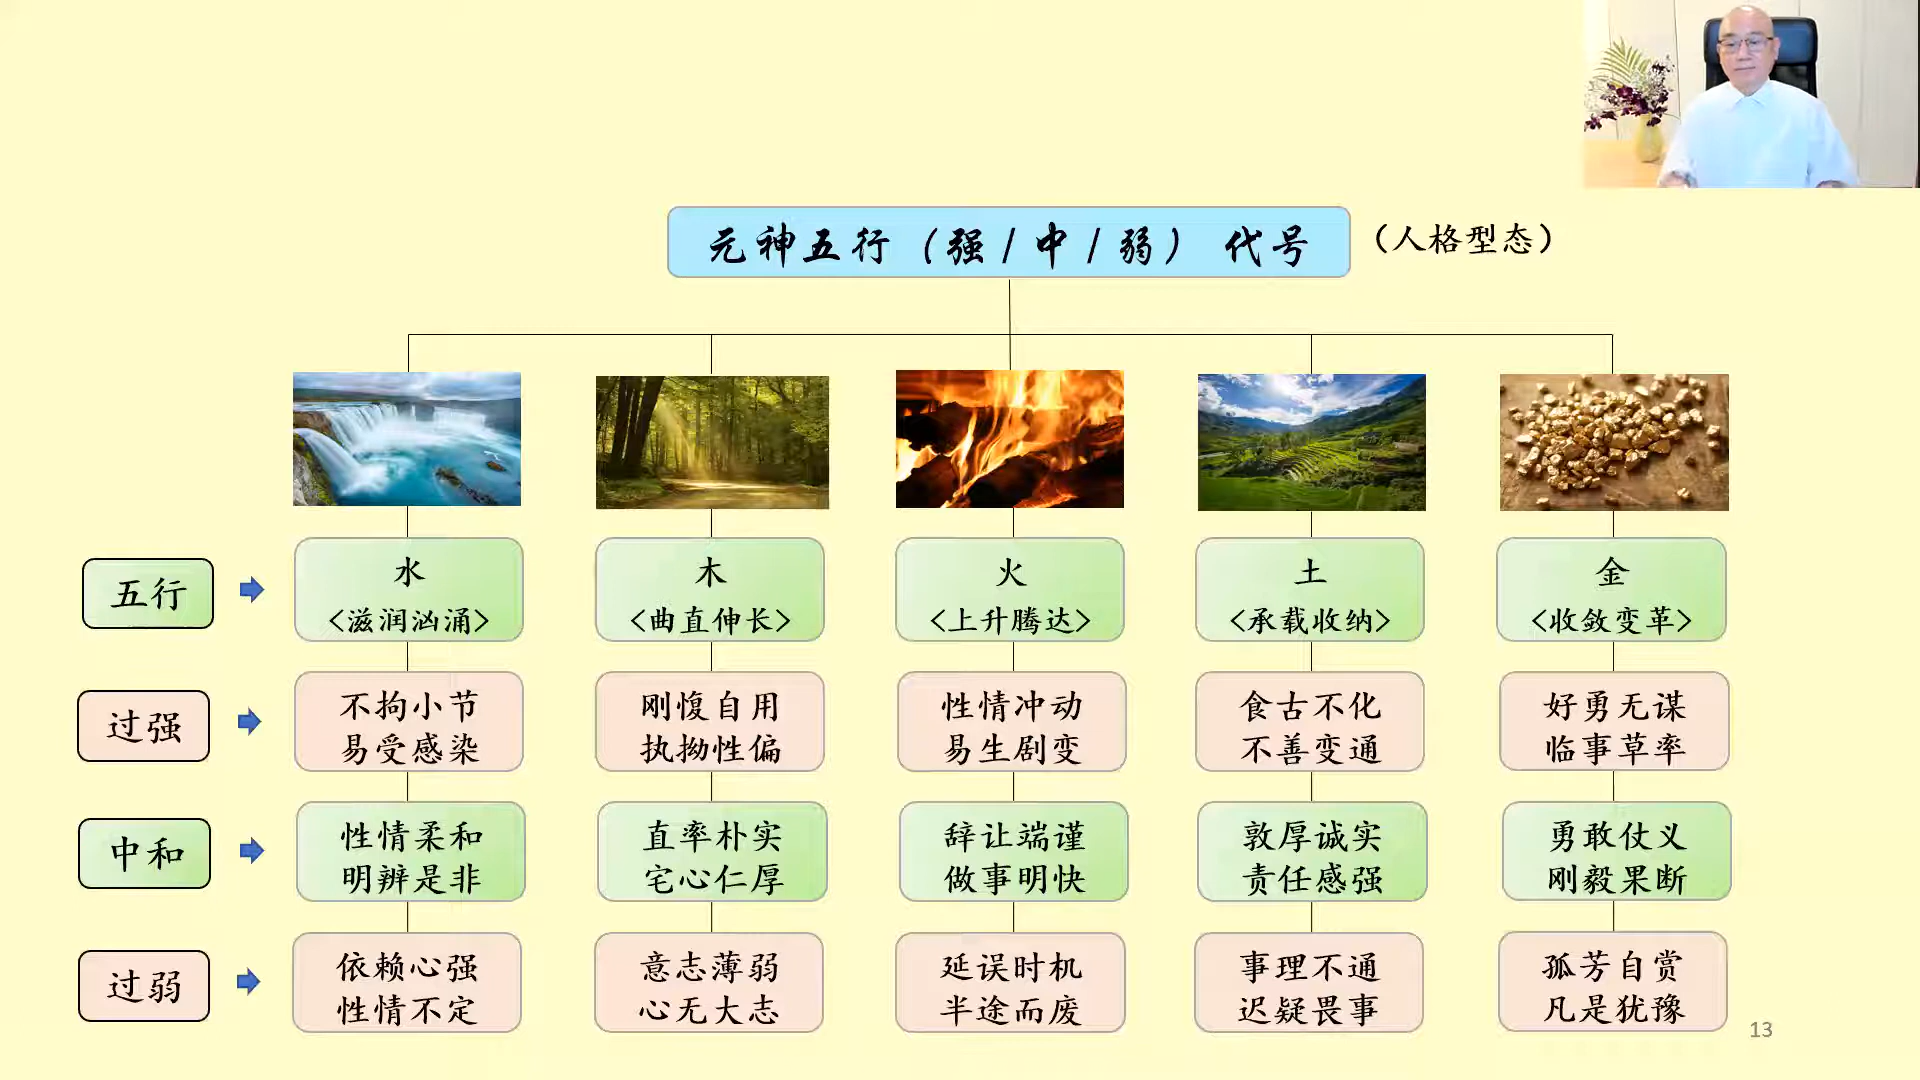 元神五行（强/中/弱）代号
（人格型态）
五行
水
<滋润汹涌>
木
<曲直伸长>
火
<上升腾达>
土
<承载收纳>
金
<收敛变革>
过强
不拘小节
易受感染
刚愎自用
执拗性偏
性情冲动
易生剧变
食古不化
不善变通
好勇无谋
临事草率
中和
性情柔和
明辨是非
直率朴实
宅心仁厚
辞让端谨
做事明快
敦厚诚实
责任感强
勇敢仗义
刚毅果断
过弱
依赖心强
性情不定
意志薄弱
心无大志
延误时机
半途而废
事理不通
迟疑畏事
孤芳自赏
凡是犹豫
13